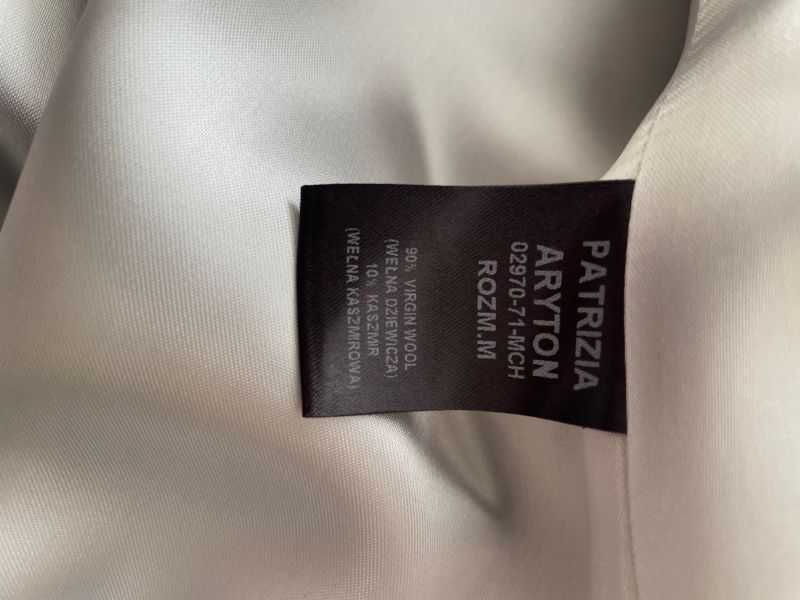 PATRIZIA
ARYTON
02970-71-MCH
ROZM.M
90% VIRGIN WOOL
(WEŁNA DZIEWICZA)
10% KASZMIR
(WEŁNA KASZMIROWA)